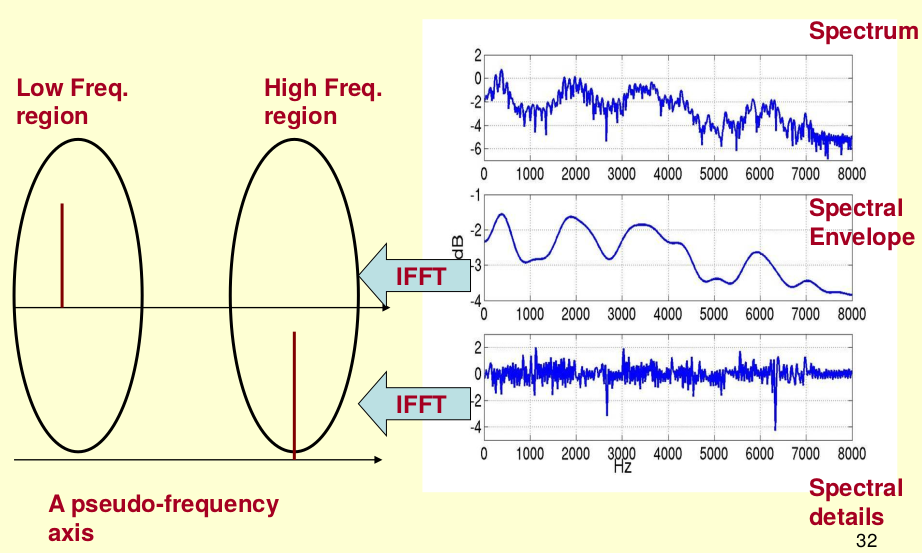 Spectrum
Low Freq.
region
High Freq.
region
2
0
-2
-4
-6
0 1000 2000 3000 4000 5000 6000 7000 8000
-1
-2
-3
-4
dB
Spectral
Envelope
IFFT
0 1000 2000 3000 4000 5000 6000 7000 8000
2
0
-2
-4
IFFT
0 1000 2000 3000 4000 5000 6000 7000 8000
Hz
A pseudo-frequency
axis
Spectral
details
32